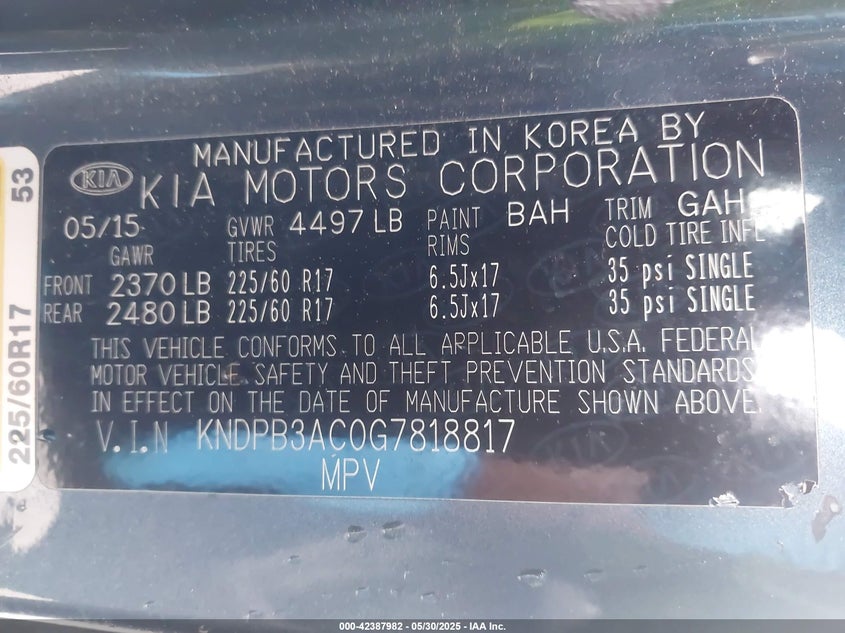 MANUFACTURED IN KOREA BY
KIA KIA MOTORS CORPORATION
05/15 GVWR 4497 LB PAINT BAH TRIM GAH
GAWR TIRES RIMS COLD TIRE INFL
FRONT 2370 LB 225/60 R17 6.5Jx17 35 psi SINGLE
REAR 2480 LB 225/60 R17 6.5Jx17 35 psi SINGLE
THIS VEHICLE CONFORMS TO ALL APPLICABLE U.S.A. FEDERAL
MOTOR VEHICLE SAFETY AND THEFT PREVENTION STANDARDS
IN EFFECT ON THE DATE OF MANUFACTURE SHOWN ABOVE.
V.I.N KNDPB3AC0G7818817
MPV
225/60R17 53
000-42387982 - 05/30/2025 - IAA Inc.